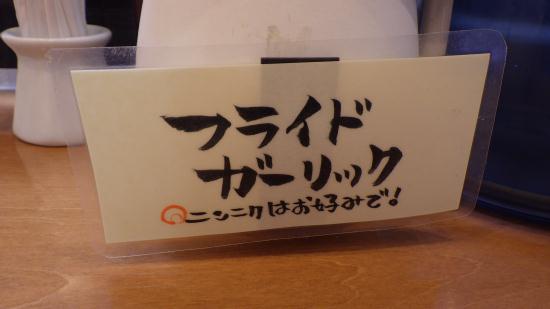 フライド
ガーリック
ニンニクはお好みで!